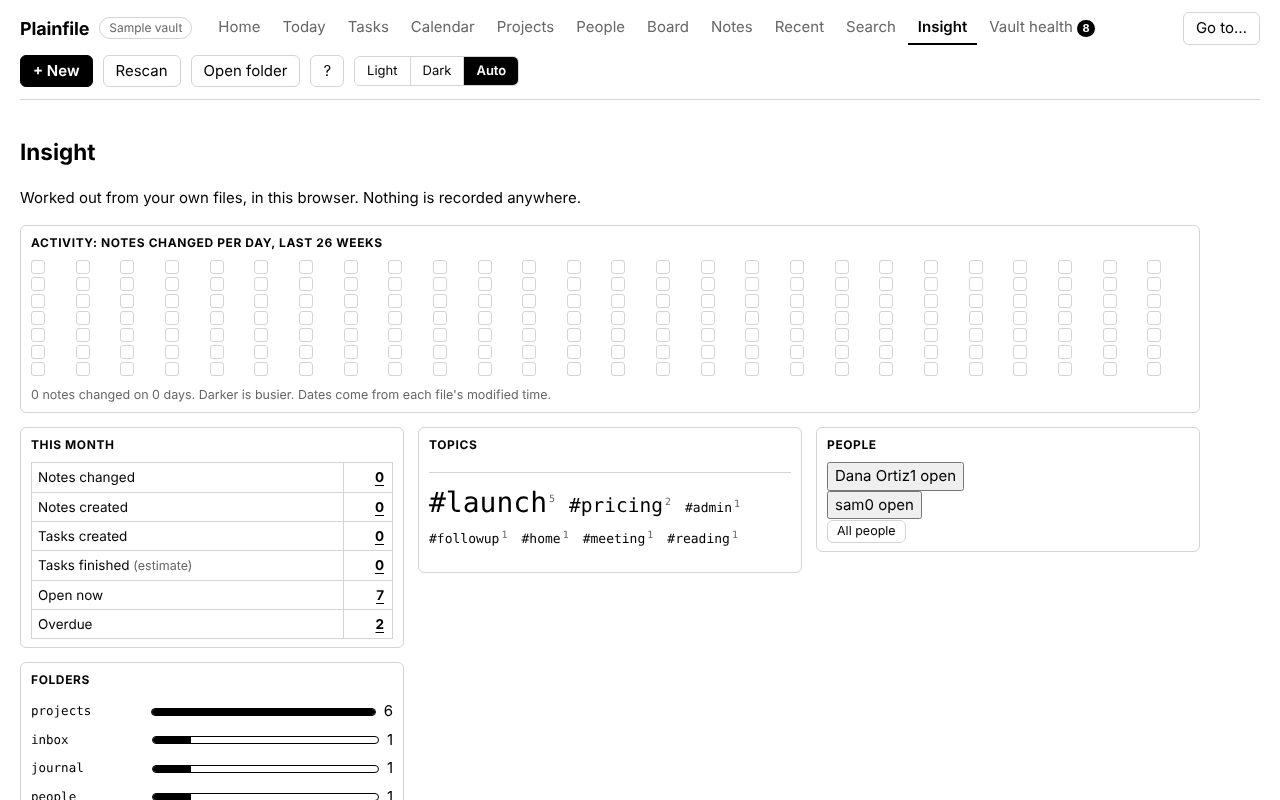 Plainfile Sample vault Home Today Tasks Calendar Projects People Board Notes Recent Search Insight Vault health 8 Go to...
+ New Rescan Open folder ? Light Dark Auto
Insight
Worked out from your own files, in this browser. Nothing is recorded anywhere.
ACTIVITY: NOTES CHANGED PER DAY, LAST 26 WEEKS
0 notes changed on 0 days. Darker is busier. Dates come from each file's modified time.
THIS MONTH
Notes changed 0
Notes created 0
Tasks created 0
Tasks finished (estimate) 0
Open now 7
Overdue 2
TOPICS
#launch 5 #pricing 2 #admin 1
#followup 1 #home 1 #meeting 1 #reading 1
PEOPLE
Dana Ortiz1 open
sam0 open
All people
FOLDERS
projects 6
inbox 1
journal 1
people 1